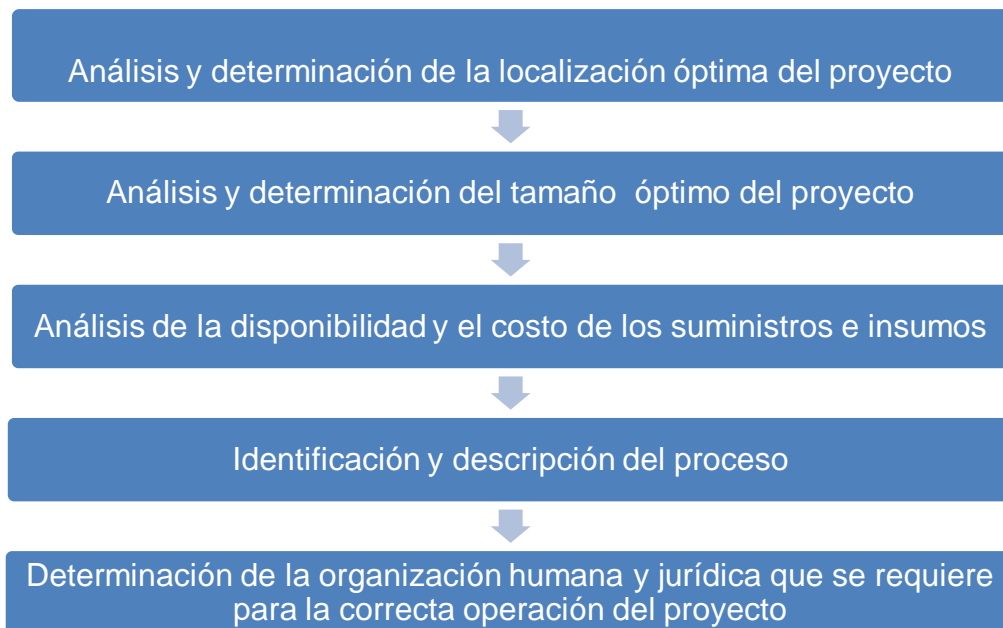 Análisis y determinación de la localización óptima del proyecto
Análisis y determinación del tamaño óptimo del proyecto
Análisis de la disponibilidad y el costo de los suministros e insumos
Identificación y descripción del proceso
Determinación de la organización humana y jurídica que se requiere
para la correcta operación del proyecto